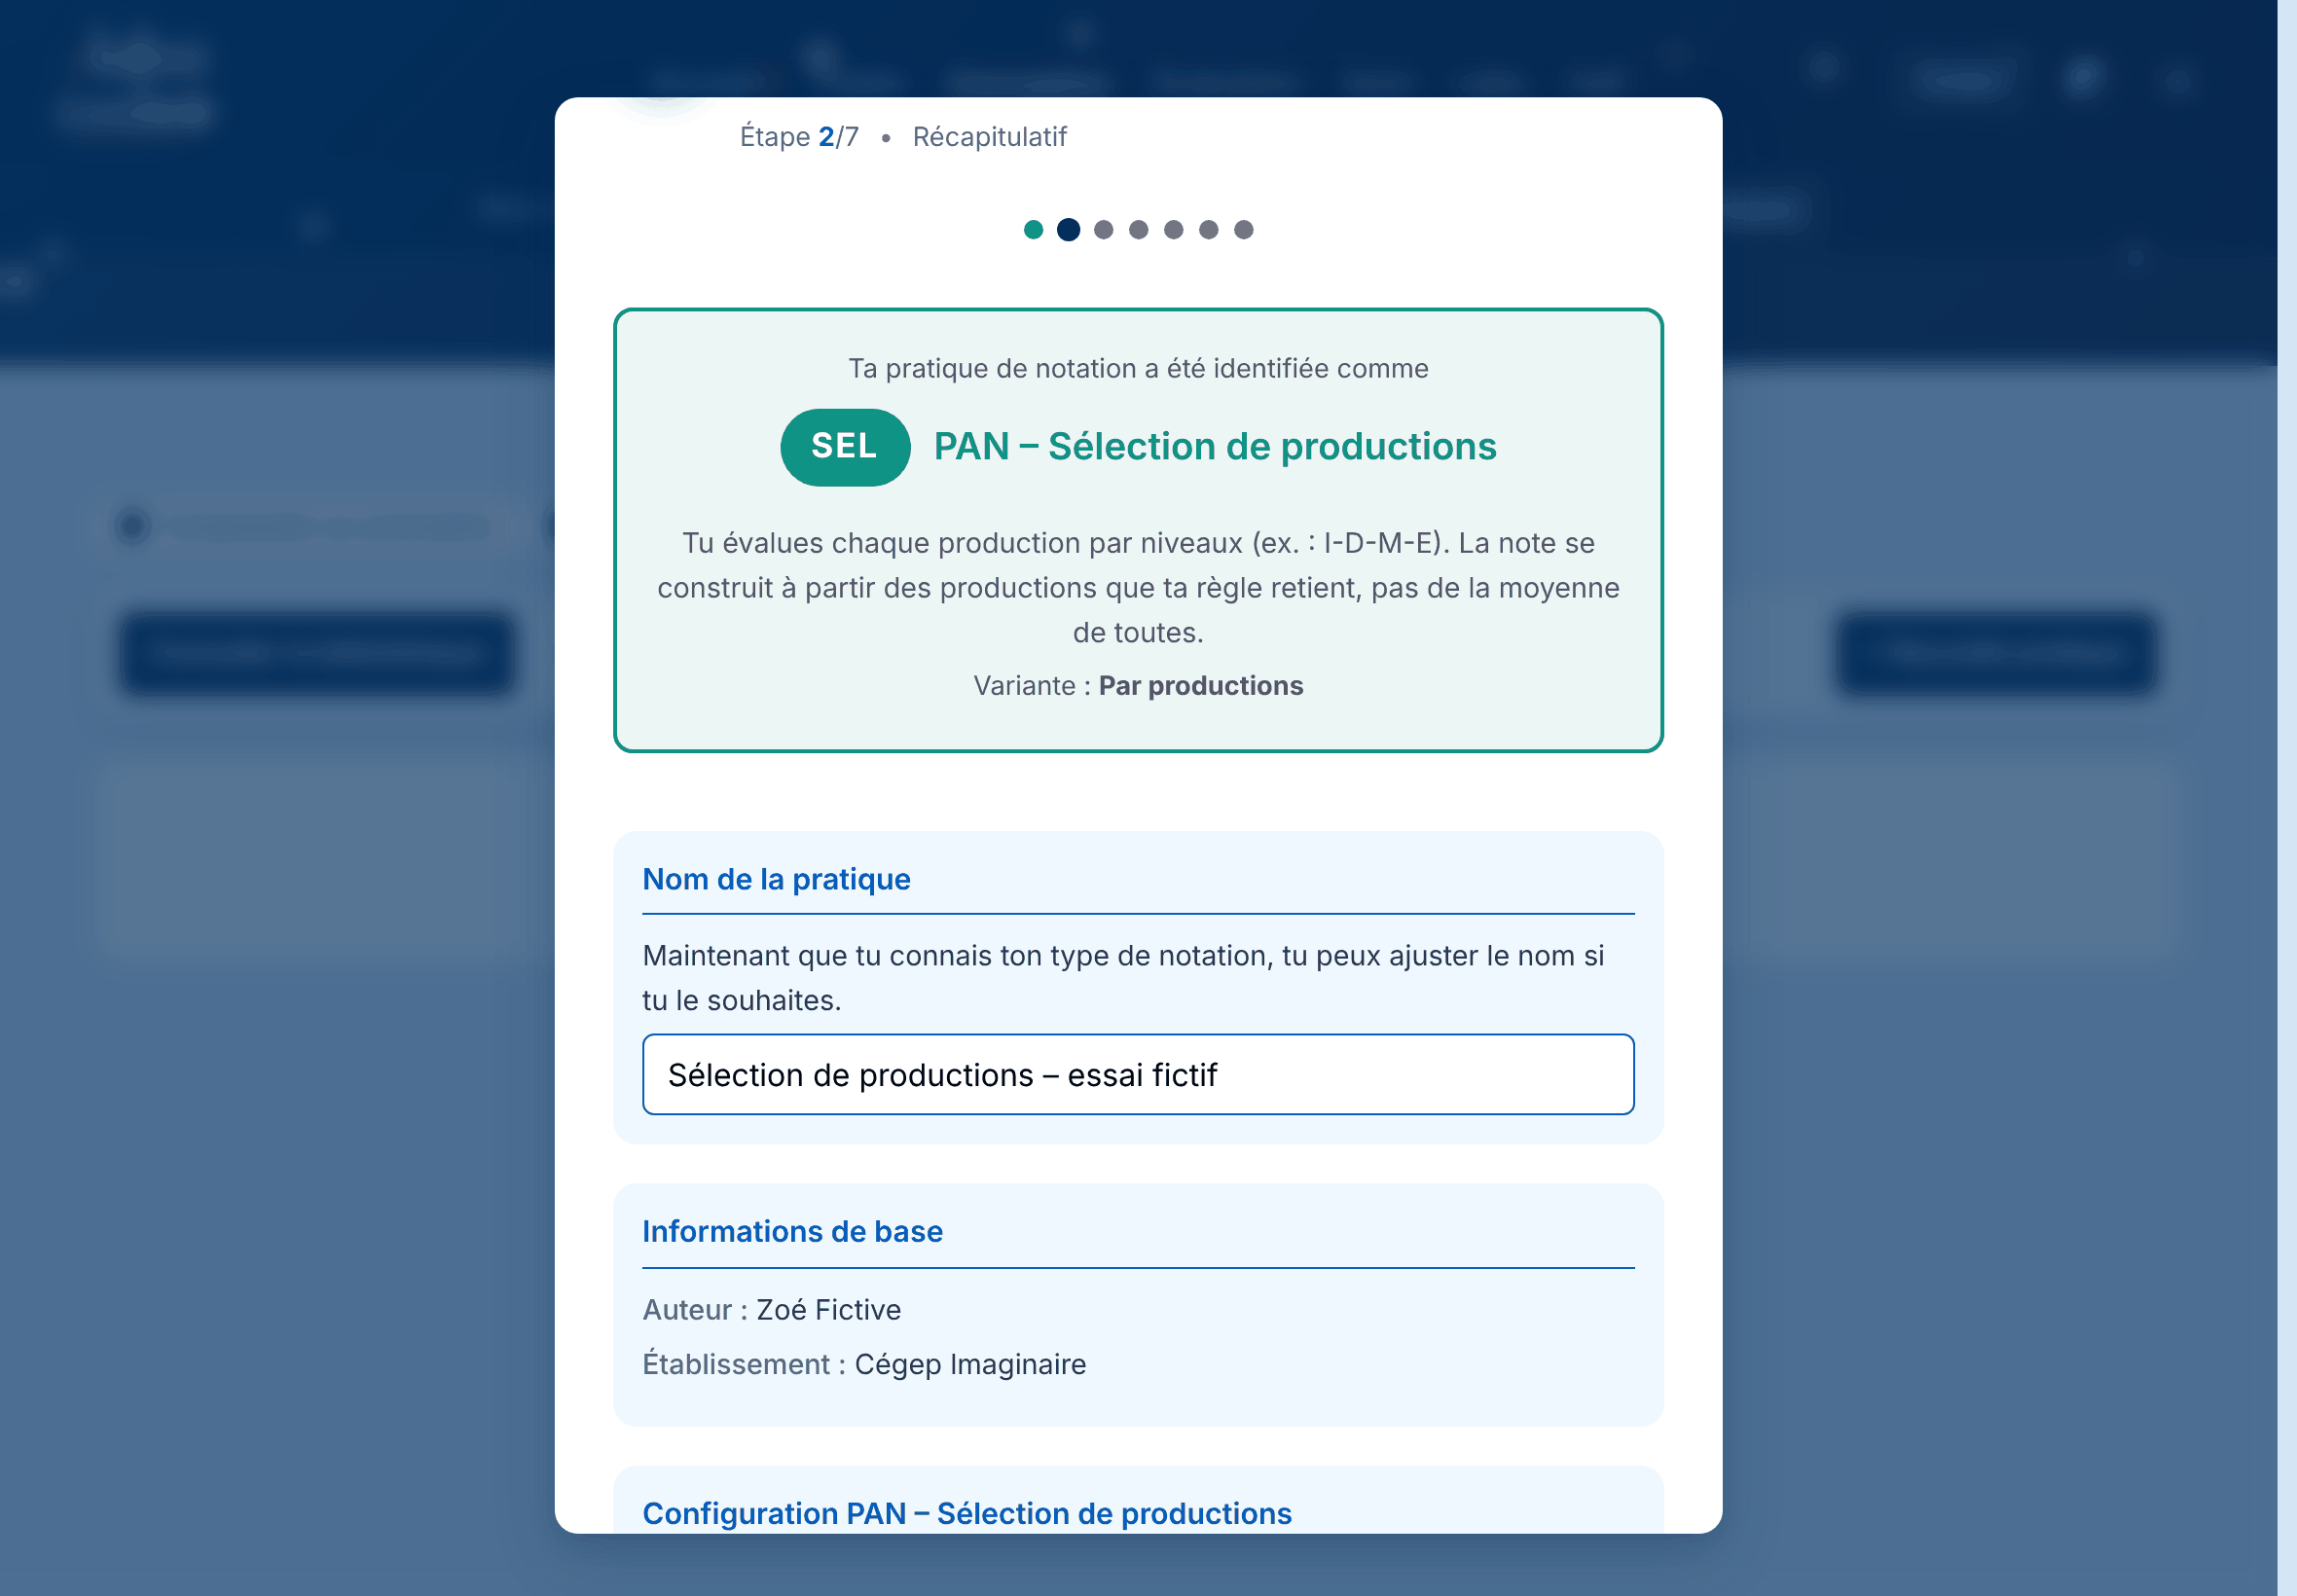 Étape 2/7 • Récapitulatif
Ta pratique de notation a été identifiée comme
SEL PAN – Sélection de productions
Tu évalues chaque production par niveaux (ex. : I-D-M-E). La note se
construit à partir des productions que ta règle retient, pas de la moyenne
de toutes.
Variante : Par productions
Nom de la pratique
Maintenant que tu connais ton type de notation, tu peux ajuster le nom si
tu le souhaites.
Sélection de productions – essai fictif
Informations de base
Auteur : Zoé Fictive
Établissement : Cégep Imaginaire
Configuration PAN – Sélection de productions